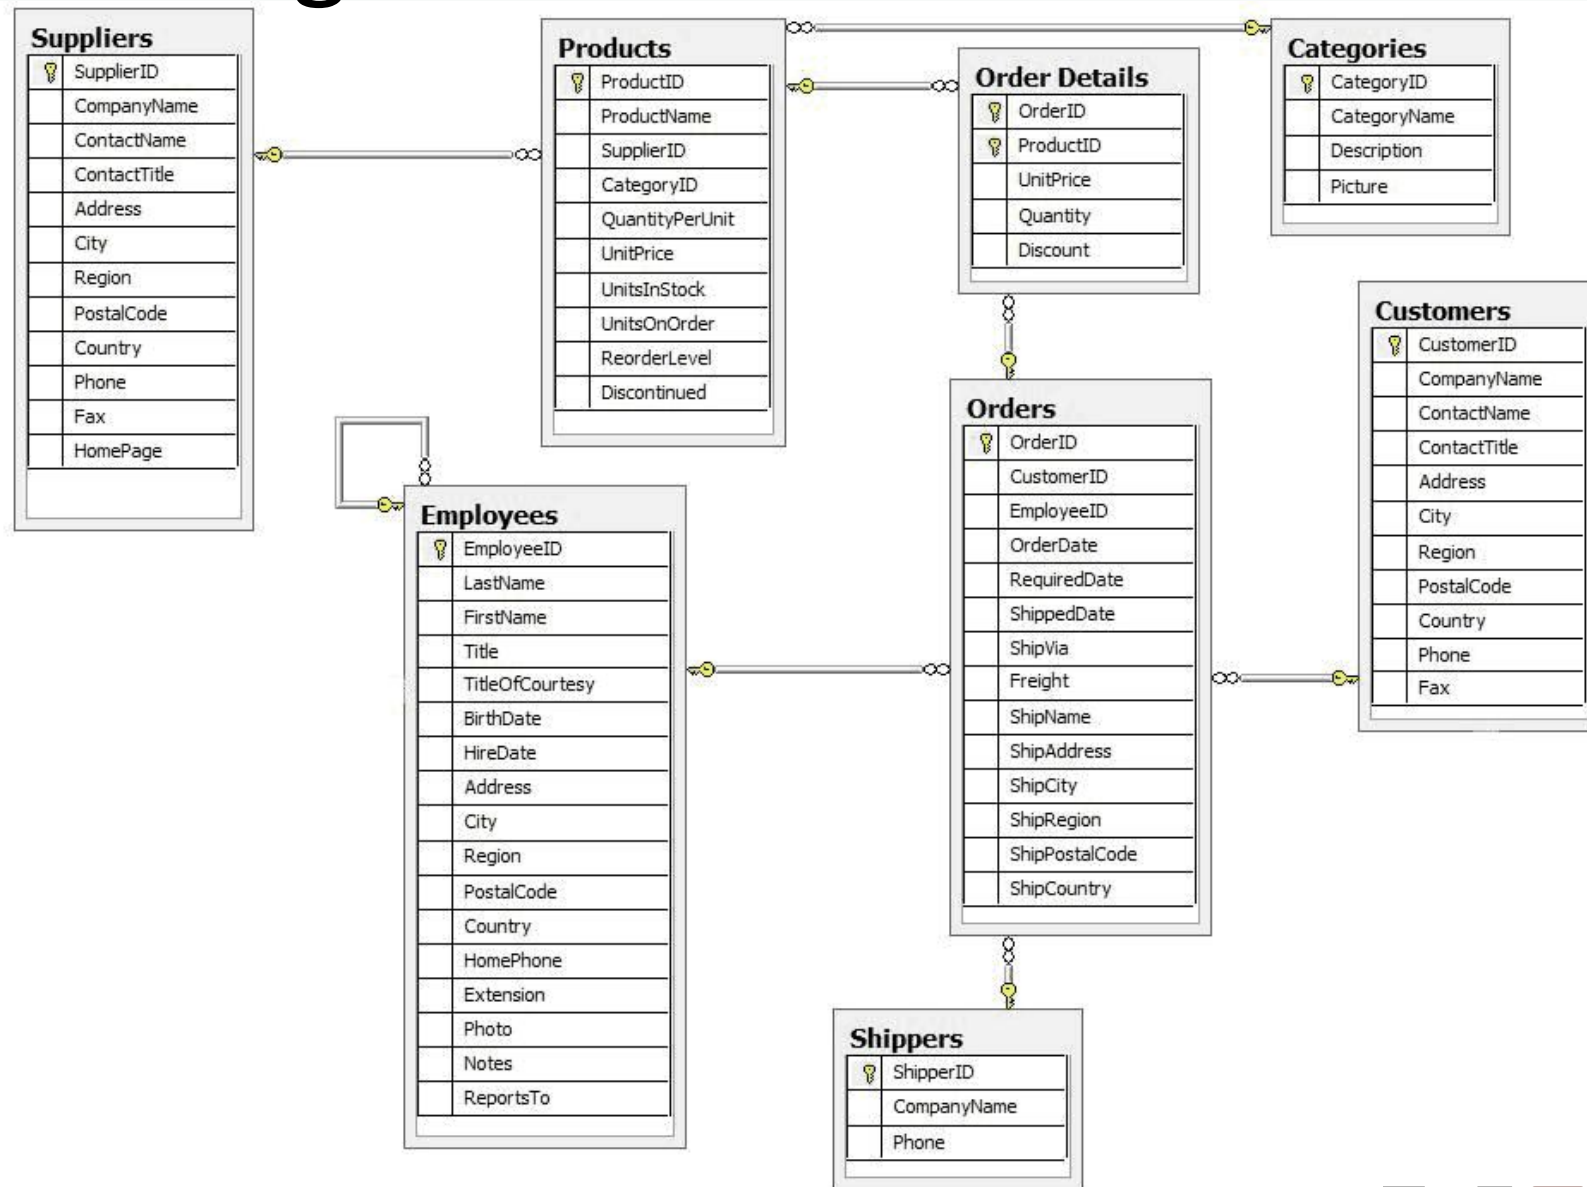 Suppliers
SupplierID
CompanyName
ContactName
ContactTitle
Address
City
Region
PostalCode
Country
Phone
Fax
HomePage
Products
ProductID
ProductName
SupplierID
CategoryID
QuantityPerUnit
UnitPrice
UnitsInStock
UnitsOnOrder
ReorderLevel
Discontinued
Order Details
OrderID
ProductID
UnitPrice
Quantity
Discount
Categories
CategoryID
CategoryName
Description
Picture
Customers
CustomerID
CompanyName
ContactName
ContactTitle
Address
City
Region
PostalCode
Country
Phone
Fax
Employees
EmployeeID
LastName
FirstName
Title
TitleOfCourtesy
BirthDate
HireDate
Address
City
Region
PostalCode
Country
HomePhone
Extension
Photo
Notes
ReportsTo
Orders
OrderID
CustomerID
EmployeeID
OrderDate
RequiredDate
ShippedDate
ShipVia
Freight
ShipName
ShipAddress
ShipCity
ShipRegion
ShipPostalCode
ShipCountry
Shippers
ShipperID
CompanyName
Phone